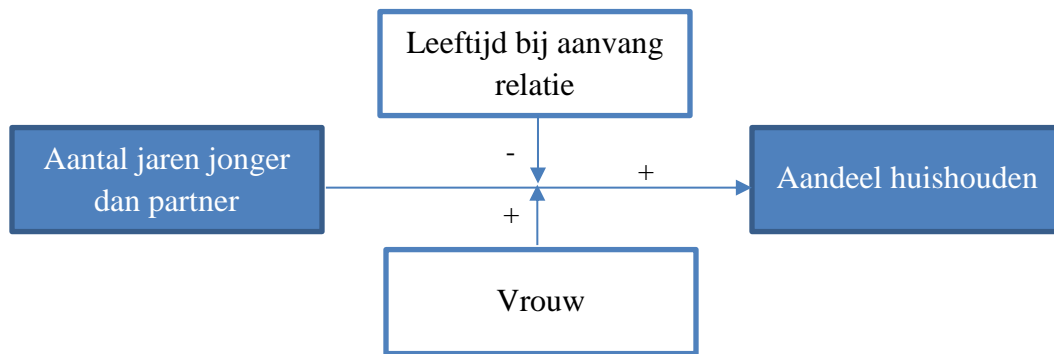 Leeftijd bij aanvang
relatie
Aantal jaren jonger
dan partner
-
+
Aandeel huishouden
+
Vrouw